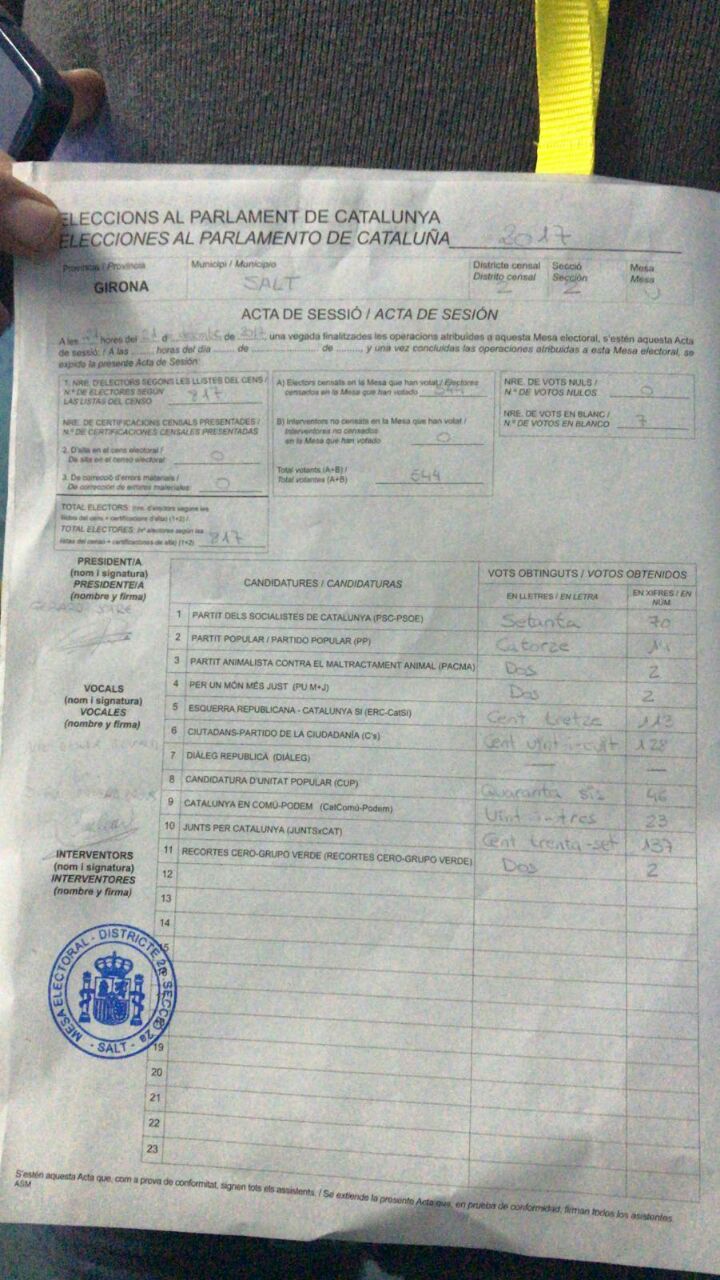 ELECCIONS AL PARLAMENT DE CATALUNYA
ELECCIONES AL PARLAMENTO DE CATALUÑA 2017
Província / Provincia Municipi / Municipio Districte censal Secció Mesa
Distrito censal Sección Mesa
GIRONA SALT 2 2 U
ACTA DE SESSIÓ / ACTA DE SESIÓN
A les hores del 21 d de 2017 una vegada finalitzades les operacions atribuïdes a aquesta Mesa electoral, s'estén aquesta Acta
de sessió: / A las horas del día de de y una vez concluidas las operaciones atribuidas a esta Mesa electoral, se
expide la presente Acta de Sesión:
1. NRE. D'ELECTORS SEGONS LES LLISTES DEL CENS /
N.º DE ELECTORES SEGÚN
LAS LISTAS DEL CENSO 817
NRE. DE CERTIFICACIONS CENSALS PRESENTADES /
N.º DE CERTIFICACIONES CENSALES PRESENTADAS
2. D'alta en el cens electoral /
De alta en el censo electoral: 0
3. De correcció d'errors materials /
De corrección de errores materiales: 0
TOTAL ELECTORS: (nre. d'electors segons les
llistes del cens + certificacions d'alta) (1+2) /
TOTAL ELECTORES: (nº electores según las
listas del censo + certificaciones de alta) (1+2) 817
A) Electors censats en la Mesa que han votat / Electores
censados en la Mesa que han votado 544
B) Interventors no censats en la Mesa que han votat /
Interventores no censados
en la Mesa que han votado 0
Total votants (A+B) /
Total votantes (A+B) 544
NRE. DE VOTS NULS /
N.º DE VOTOS NULOS 0
NRE. DE VOTS EN BLANC /
N.º DE VOTOS EN BLANCO 7
PRESIDENT/A
(nom i signatura)
PRESIDENTE/A
(nombre y firma)
VOCALS
(nom i signatura)
VOCALES
(nombre y firma)
INTERVENTORS
(nom i signatura)
INTERVENTORES
(nombre y firma)
CANDIDATURES / CANDIDATURAS VOTS OBTINGUTS / VOTOS OBTENIDOS
EN LLETRES / EN LETRA EN XIFRES / EN NÚM.
1 PARTIT DELS SOCIALISTES DE CATALUNYA (PSC-PSOE) Setanta 70
2 PARTIT POPULAR / PARTIDO POPULAR (PP) Catorze 14
3 PARTIT ANIMALISTA CONTRA EL MALTRACTAMENT ANIMAL (PACMA) Dos 2
4 PER UN MÓN MÉS JUST (PU M+J) Dos 2
5 ESQUERRA REPUBLICANA - CATALUNYA SÍ (ERC-CatSí) Cent tretze 113
6 CIUTADANS-PARTIDO DE LA CIUDADANÍA (C's) Cent vint-i-cuit 128
7 DIÀLEG REPUBLICÀ (DIÀLEG) — —
8 CANDIDATURA D'UNITAT POPULAR (CUP) Quaranta sis 46
9 CATALUNYA EN COMÚ-PODEM (CatComú-Podem) Vint-i-tres 23
10 JUNTS PER CATALUNYA (JUNTSxCAT) Cent trenta-set 137
11 RECORTES CERO-GRUPO VERDE (RECORTES CERO-GRUPO VERDE) Dos 2
12
13
14
15
19
20
21
22
23
MESA ELECTORAL - DISTRICTE 2n SECCIÓ 2a
- SALT -
S'estén aquesta Acta que, com a prova de conformitat, signen tots els assistents. / Se extiende la presente Acta que, en prueba de conformidad, firman todos los asistentes.
ASM